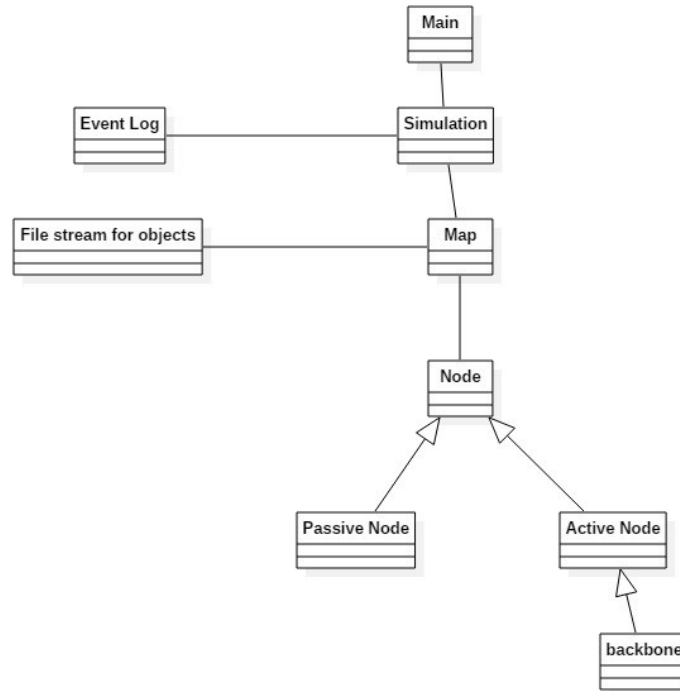 Main
Event Log
Simulation
File stream for objects
Map
Node
Passive Node
Active Node
backbone